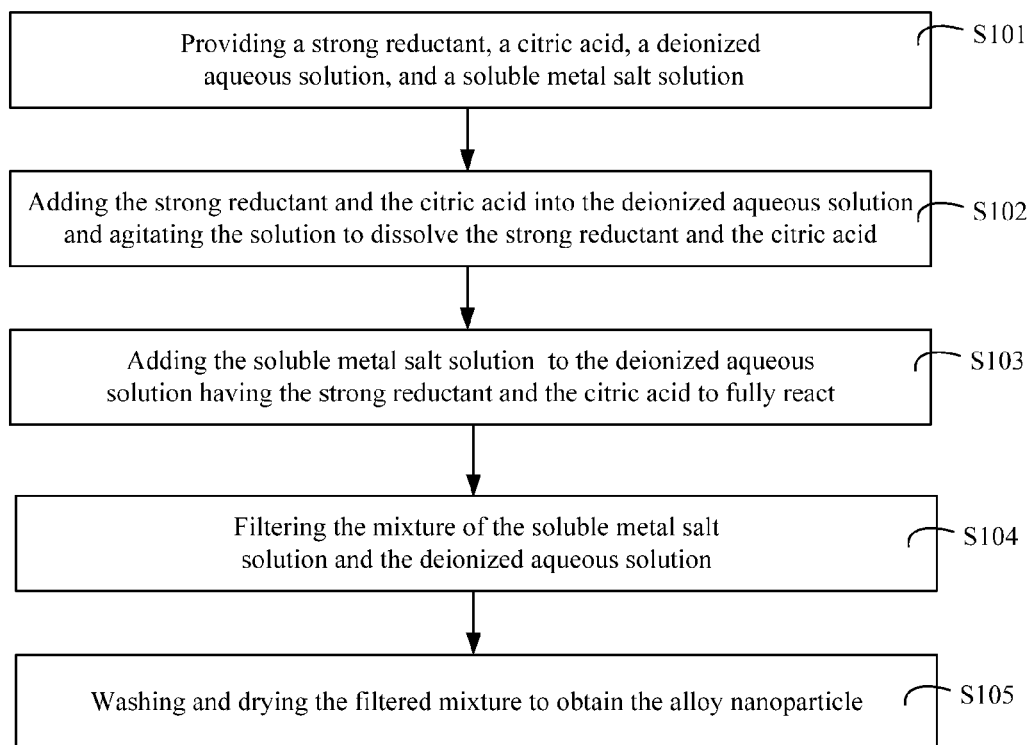 Providing a strong reductant, a citric acid, a deionized
aqueous solution, and a soluble metal salt solution
S101
Adding the strong reductant and the citric acid into the deionized aqueous solution
and agitating the solution to dissolve the strong reductant and the citric acid
S102
Adding the soluble metal salt solution to the deionized aqueous
solution having the strong reductant and the citric acid to fully react
S103
Filtering the mixture of the soluble metal salt
solution and the deionized aqueous solution
S104
Washing and drying the filtered mixture to obtain the alloy nanoparticle
S105